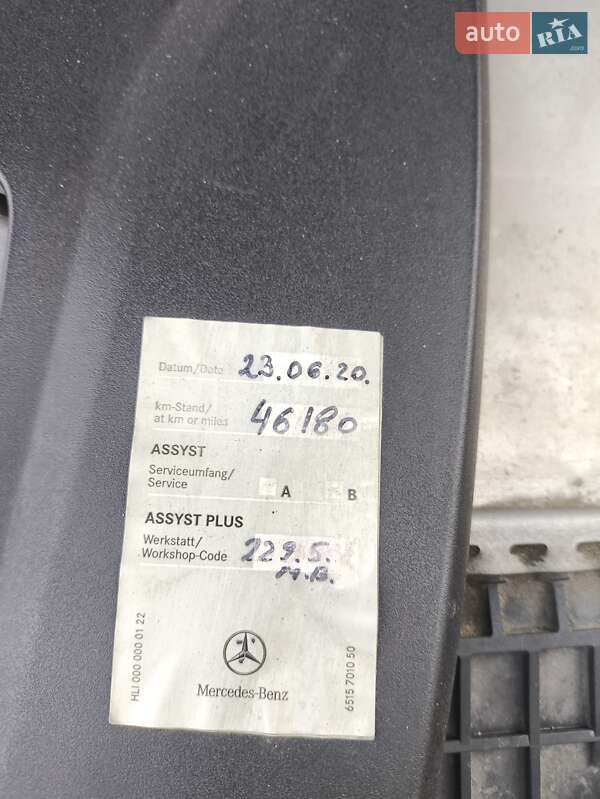 auto RIA
.com
Datum/Date 23.06.20.
km-Stand/
at km or miles 46180
ASSYST
Serviceumfang/
Service A B
ASSYST PLUS
Werkstatt/
Workshop-Code 229.5.
M.B.
HLI 000 000 01 22
Mercedes-Benz
6515 7010 50